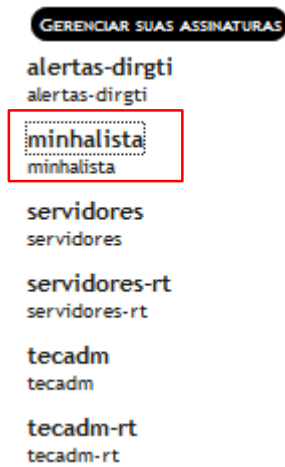 GERENCIAR SUAS ASSINATURAS
alertas-dirgti
alertas-dirgti
minhalista
minhalista
servidores
servidores
servidores-rt
servidores-rt
tecadm
tecadm
tecadm-rt
tecadm-rt